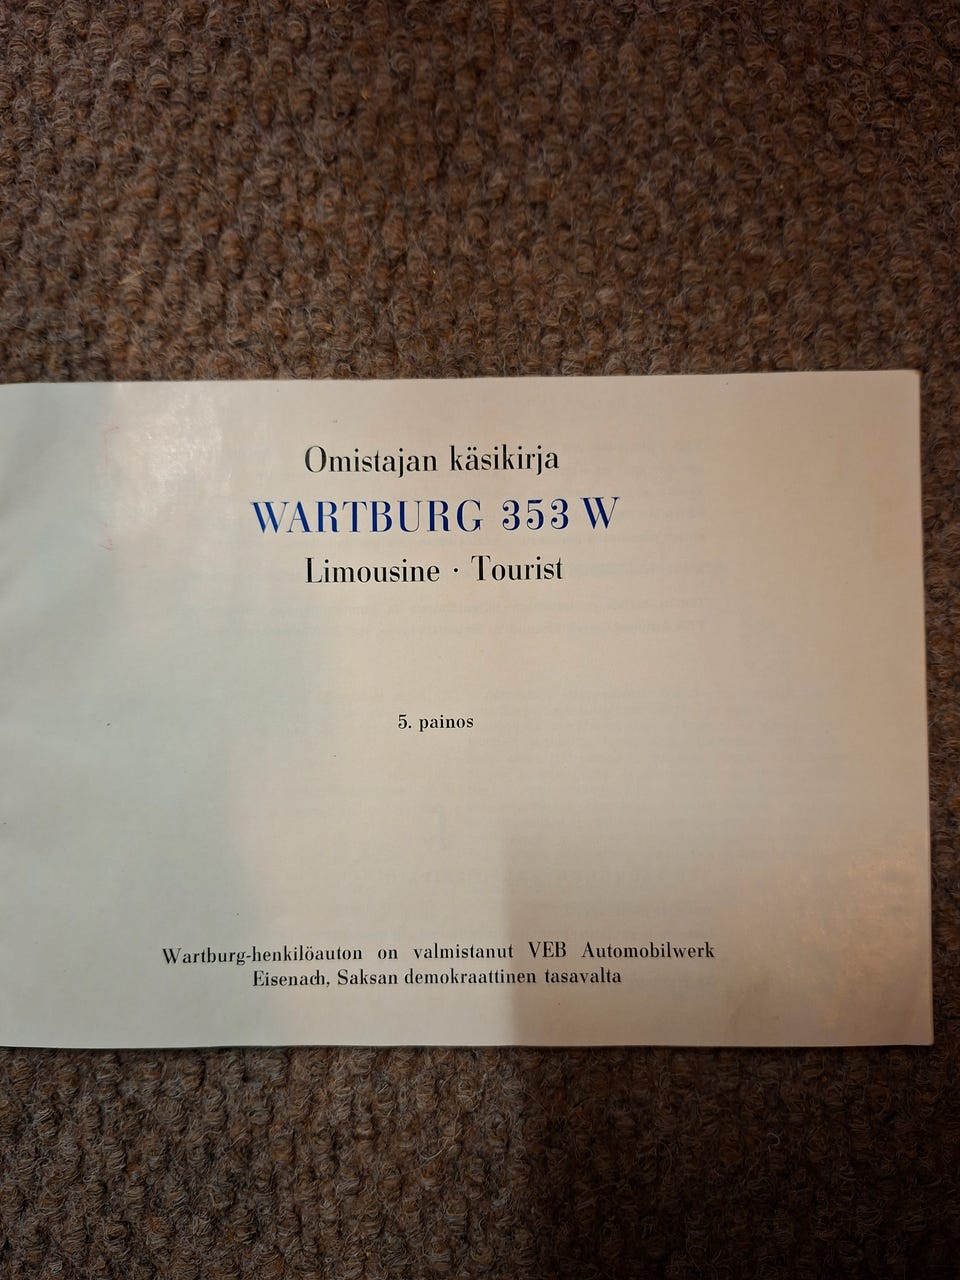 Omistajan käsikirja
WARTBURG 353 W
Limousine · Tourist
5. painos
Wartburg-henkilöauton on valmistanut VEB Automobilwerk
Eisenach, Saksan demokraattinen tasavalta